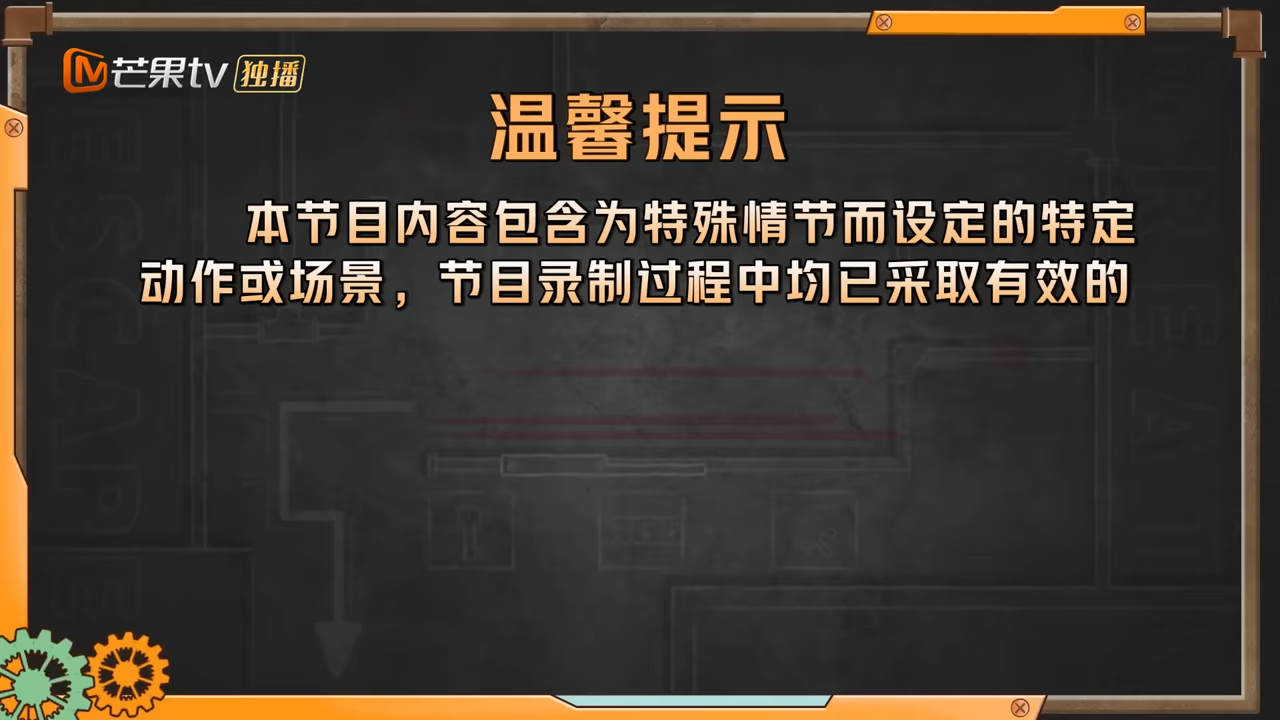 芒果tv 独播
温馨提示
本节目内容包含为特殊情节而设定的特定
动作或场景，节目录制过程中均已采取有效的
ESCAPE